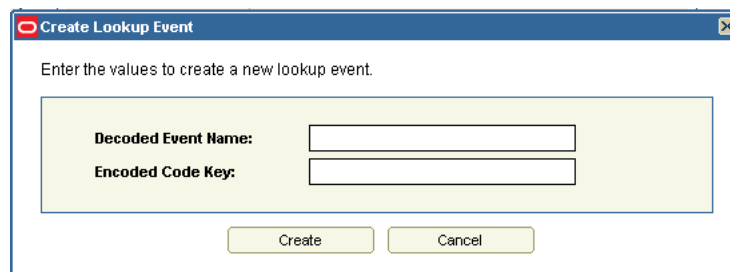 Create Lookup Event
Enter the values to create a new lookup event.
Decoded Event Name:
Encoded Code Key:
Create Cancel